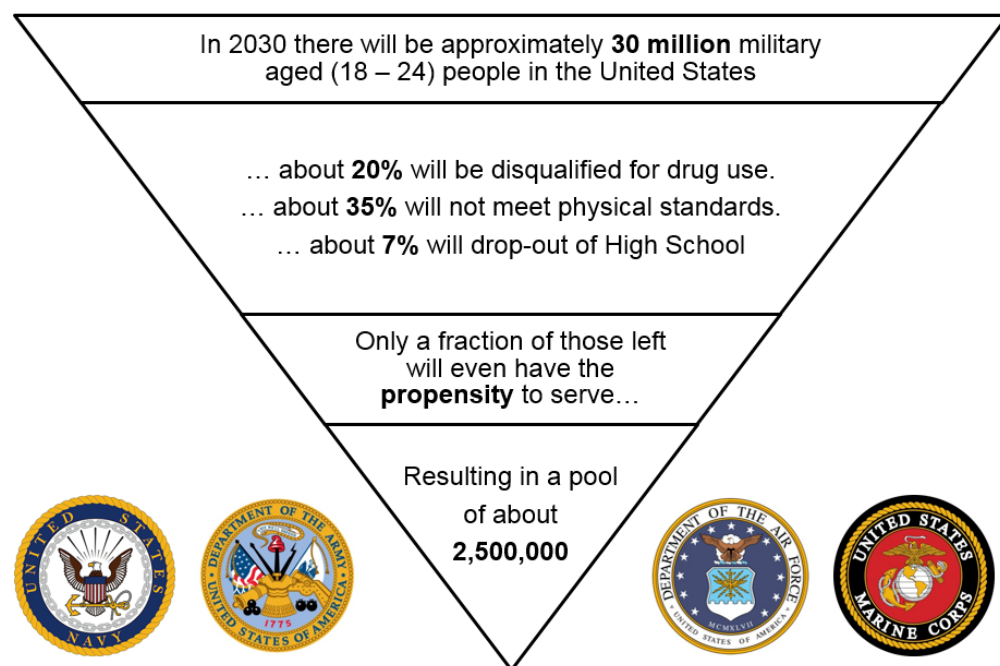 In 2030 there will be approximately 30 million military
aged (18 – 24) people in the United States
… about 20% will be disqualified for drug use.
… about 35% will not meet physical standards.
… about 7% will drop-out of High School
Only a fraction of those left
will even have the
propensity to serve…
Resulting in a pool
of about
2,500,000
UNITED STATES
NAVY
DEPARTMENT OF THE ARMY
UNITED STATES OF AMERICA
1775
DEPARTMENT OF THE AIR FORCE
MCMXLVII
UNITED STATES OF AMERICA
UNITED STATES
MARINE CORPS